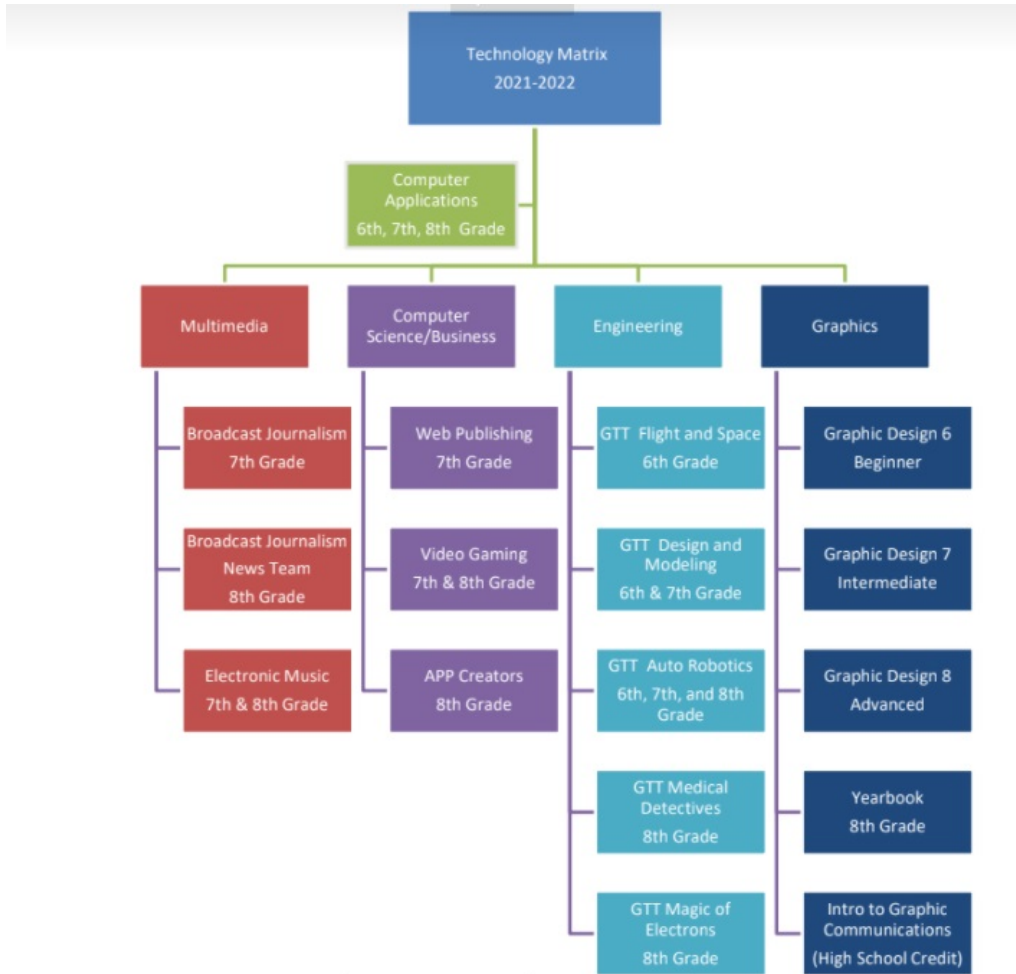 Technology Matrix
2021-2022
Computer
Applications
6th, 7th, 8th Grade
Multimedia
Computer
Science/Business
Engineering
Graphics
Broadcast Journalism
7th Grade
Broadcast Journalism
News Team
8th Grade
Electronic Music
7th & 8th Grade
Web Publishing
7th Grade
Video Gaming
7th & 8th Grade
APP Creators
8th Grade
GTT Flight and Space
6th Grade
GTT Design and
Modeling
6th & 7th Grade
GTT Auto Robotics
6th, 7th, and 8th
Grade
GTT Medical
Detectives
8th Grade
GTT Magic of
Electrons
8th Grade
Graphic Design 6
Beginner
Graphic Design 7
Intermediate
Graphic Design 8
Advanced
Yearbook
8th Grade
Intro to Graphic
Communications
(High School Credit)